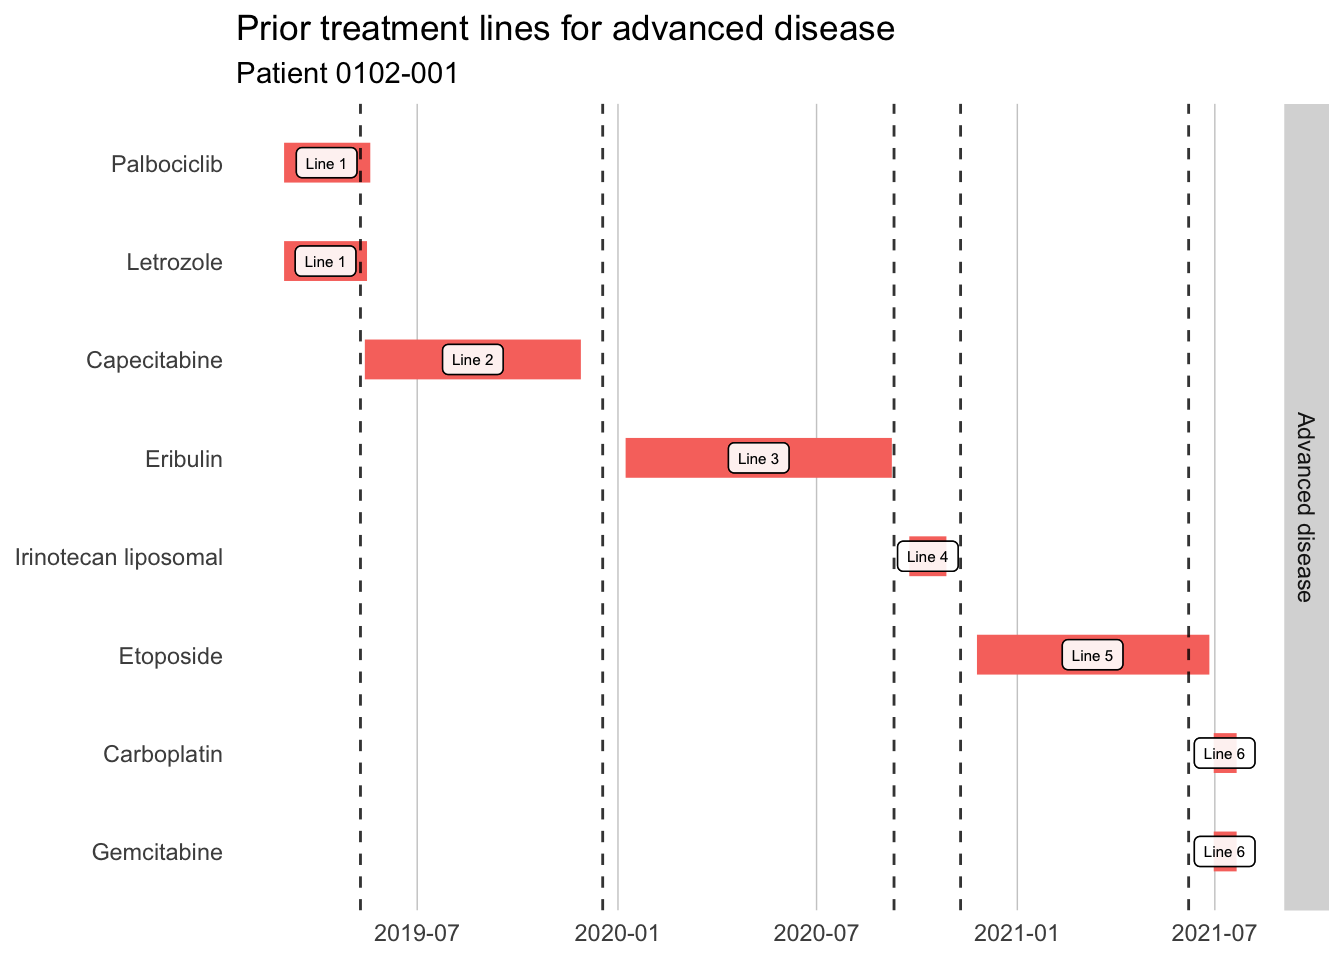 Prior treatment lines for advanced disease
Patient 0102-001
Palbociclib
Line 1
Letrozole
Line 1
Capecitabine
Line 2
Eribulin
Line 3
Irinotecan liposomal
Line 4
Etoposide
Line 5
Carboplatin
Line 6
Gemcitabine
Line 6
Advanced disease
2019-07
2020-01
2020-07
2021-01
2021-07